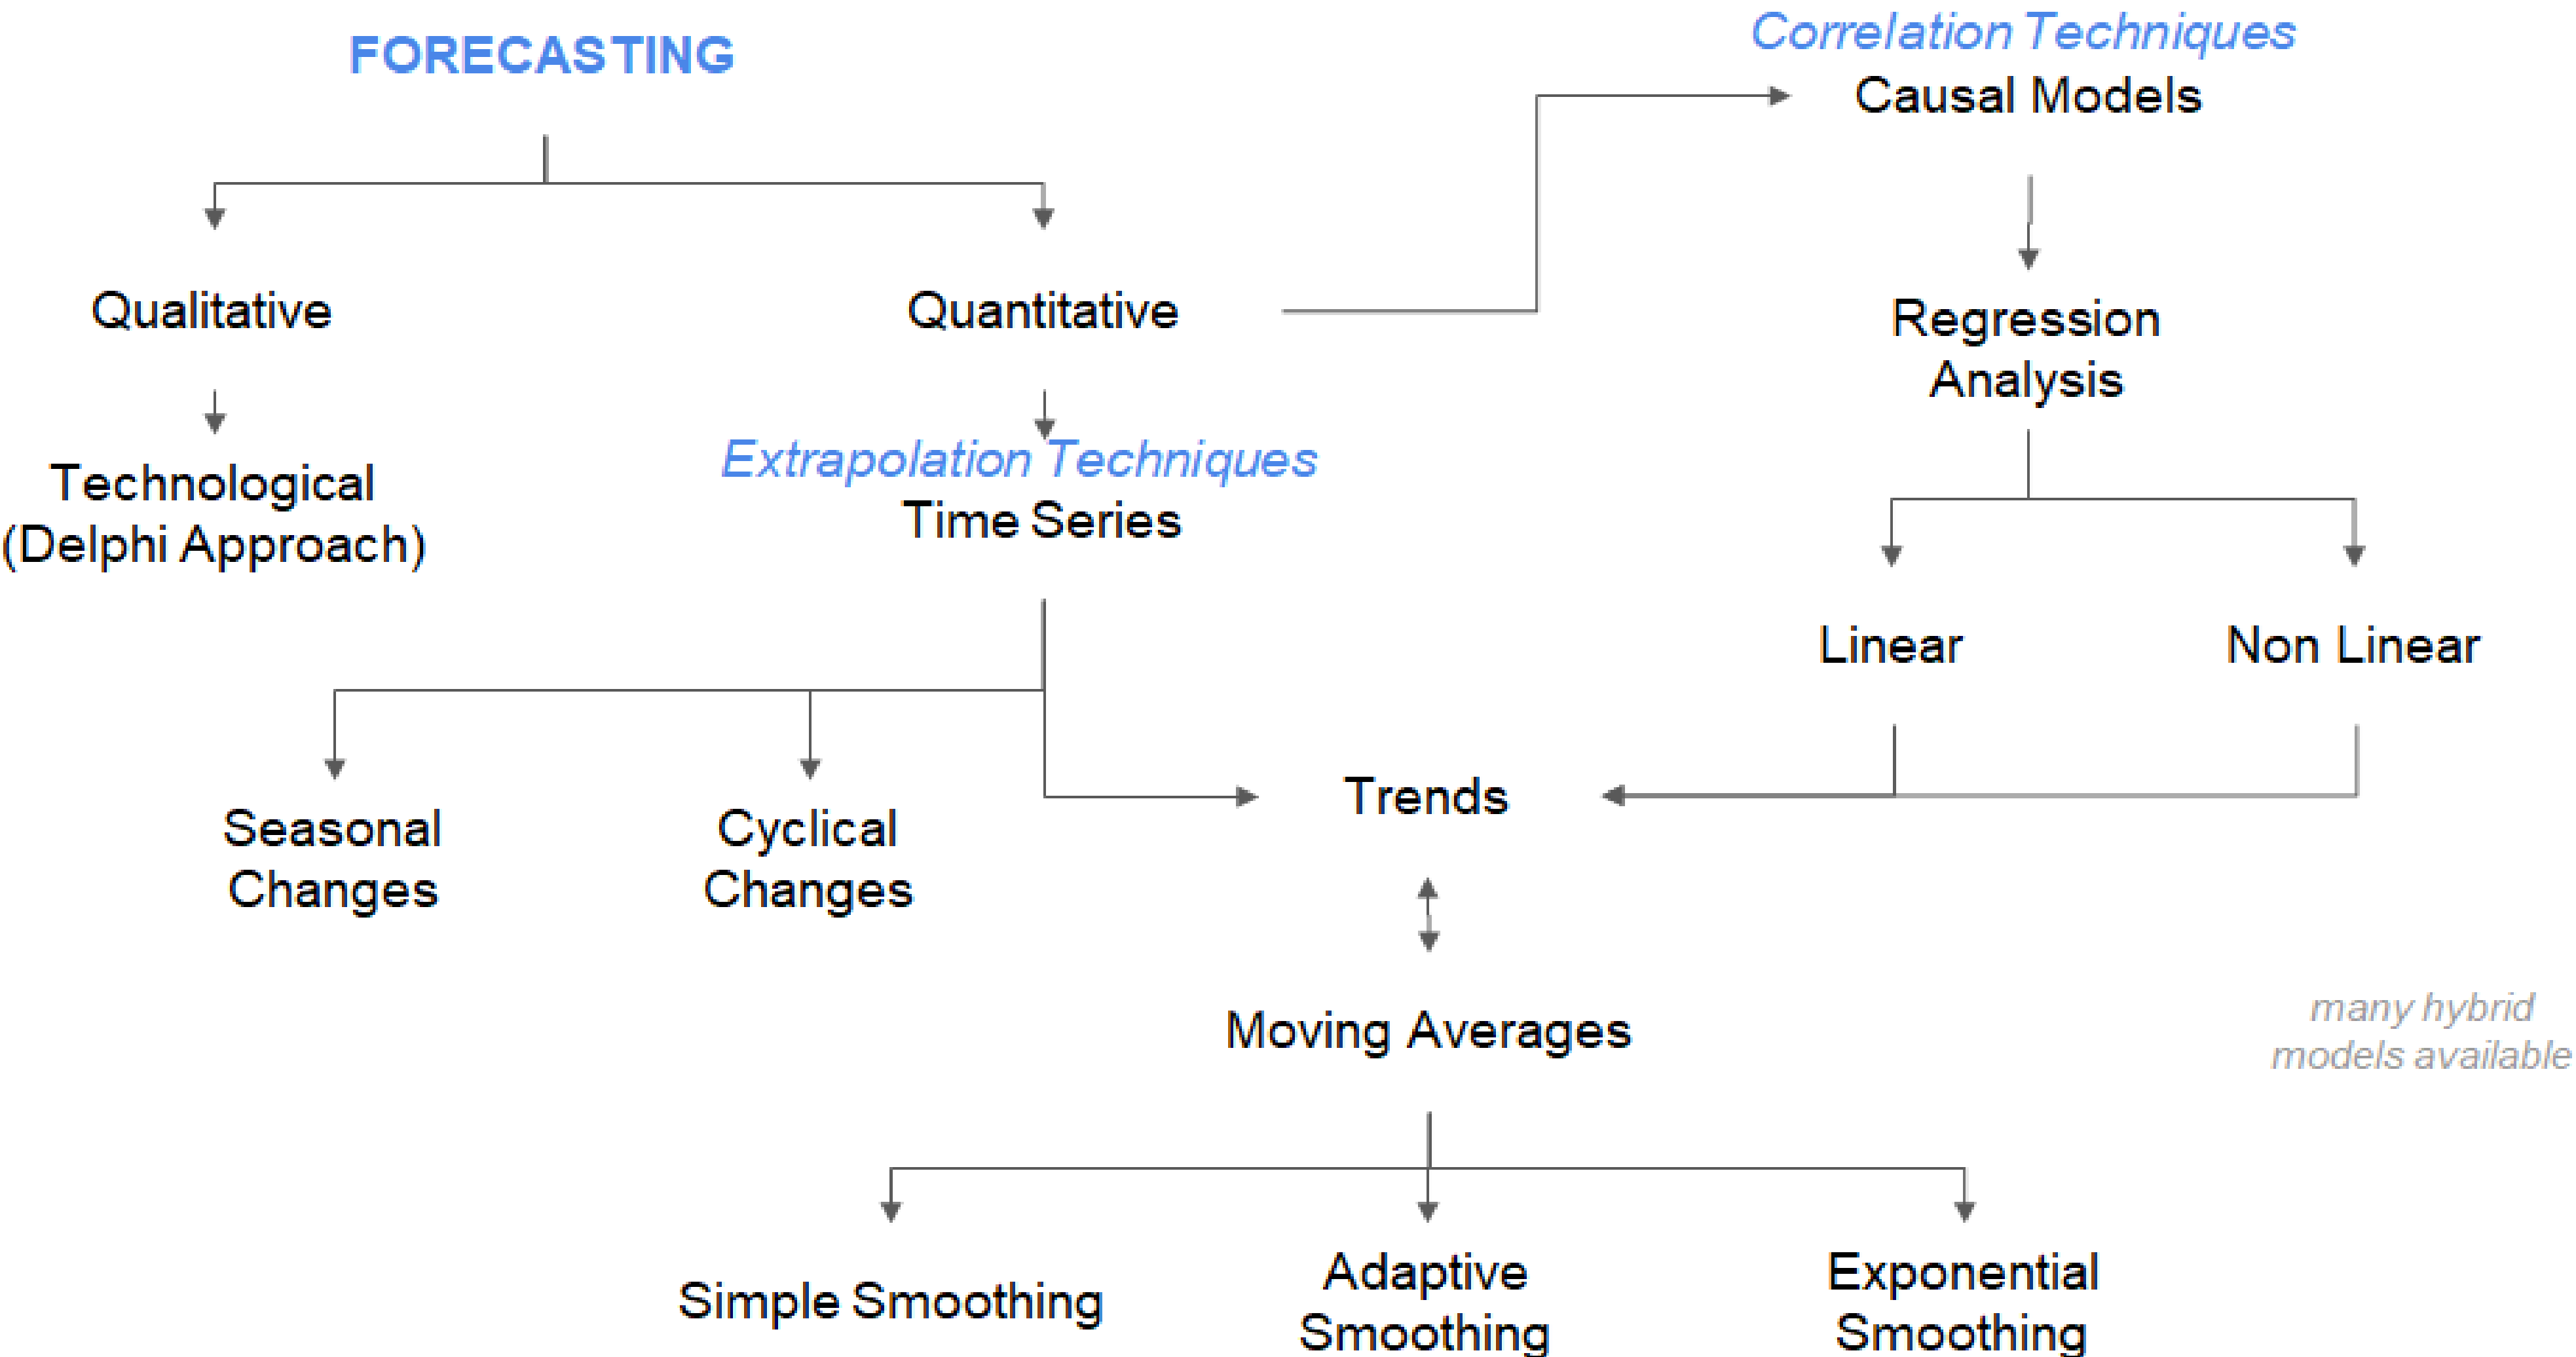 FORECASTING
Correlation Techniques
Causal Models
Qualitative
Quantitative
Regression
Analysis
Technological
(Delphi Approach)
Extrapolation Techniques
Time Series
Linear
Non Linear
Seasonal
Changes
Cyclical
Changes
Trends
Moving Averages
many hybrid
models available
Simple Smoothing
Adaptive
Smoothing
Exponential
Smoothing